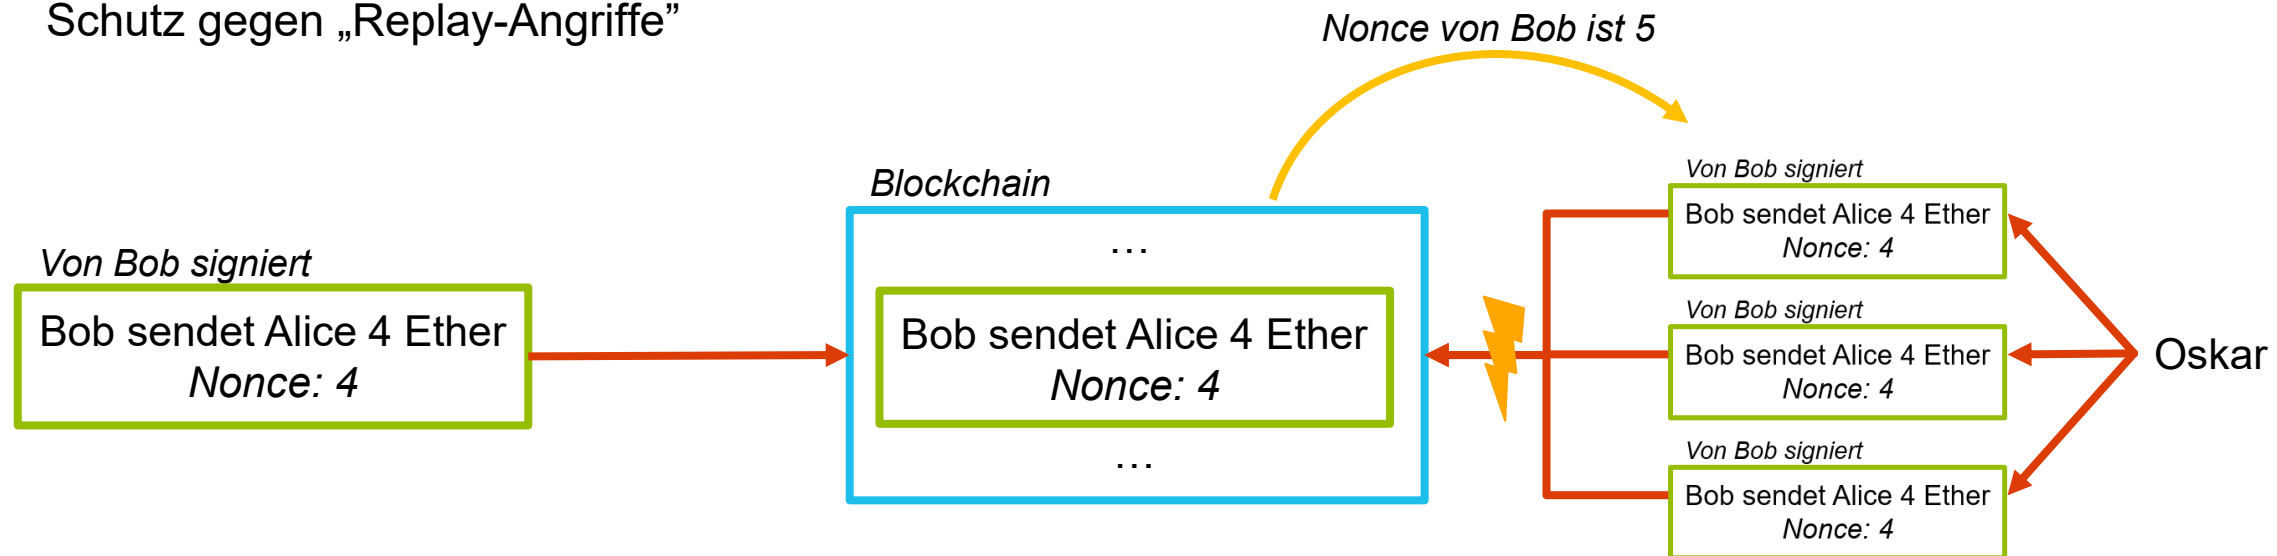 Schutz gegen „Replay-Angriffe”
Nonce von Bob ist 5
Von Bob signiert
Bob sendet Alice 4 Ether
Nonce: 4
Blockchain
...
Bob sendet Alice 4 Ether
Nonce: 4
...
Von Bob signiert
Bob sendet Alice 4 Ether
Nonce: 4
Von Bob signiert
Bob sendet Alice 4 Ether
Nonce: 4
Von Bob signiert
Bob sendet Alice 4 Ether
Nonce: 4
Oskar